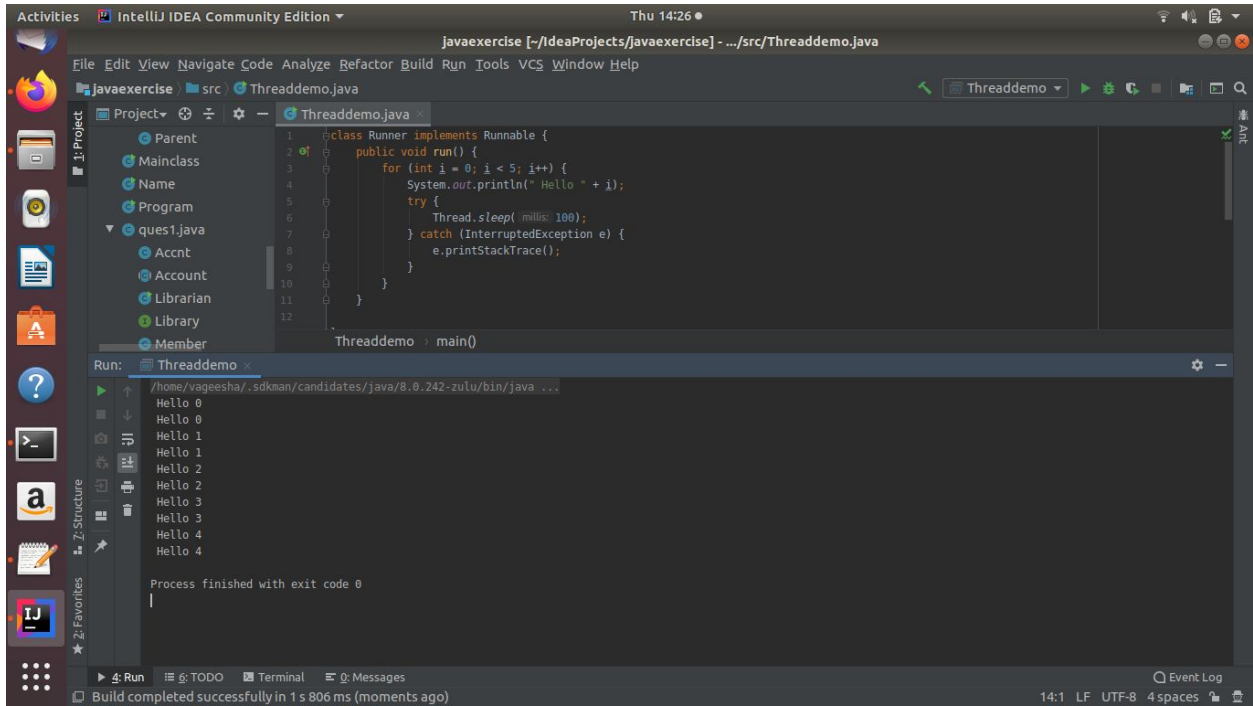 Activities IntelliJ IDEA Community Edition Thu 14:26
javaexercise [~/IdeaProjects/javaexercise] - .../src/Threaddemo.java
File Edit View Navigate Code Analyze Refactor Build Run Tools VCS Window Help
javaexercise src Threaddemo.java Threaddemo
1: Project
Project
Parent
Mainclass
Name
Program
ques1.java
Accnt
Account
Librarian
Library
Member
Threaddemo.java
1 class Runner implements Runnable {
2 public void run() {
3 for (int i = 0; i < 5; i++) {
4 System.out.println(" Hello " + i);
5 try {
6 Thread.sleep( millis: 100);
7 } catch (InterruptedException e) {
8 e.printStackTrace();
9 }
10 }
11 }
12
Threaddemo main()
Ant
Run: Threaddemo
/home/vageesha/.sdkman/candidates/java/8.0.242-zulu/bin/java ...
Hello 0
Hello 0
Hello 1
Hello 1
Hello 2
Hello 2
Hello 3
Hello 3
Hello 4
Hello 4
Process finished with exit code 0
7: Structure
2: Favorites
4: Run 6: TODO Terminal 0: Messages Event Log
Build completed successfully in 1 s 806 ms (moments ago) 14:1 LF UTF-8 4 spaces